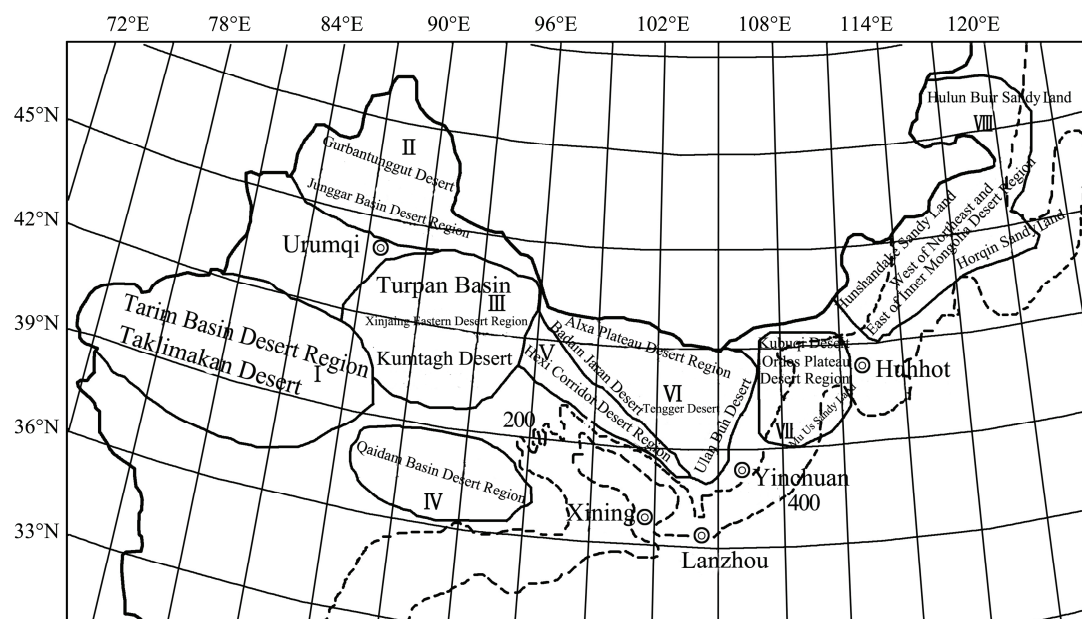 72°E 78°E 84°E 90°E 96°E 102°E 108°E 114°E 120°E
45°N
42°N
39°N
36°N
33°N
Hulun Buir Sandy Land
VIII
II
Gurbantunggut Desert
Junggar Basin Desert Region
Urumqi
Turpan Basin
III
Xinjaing Eastern Desert Region
Kumtagh Desert
Tarim Basin Desert Region
Taklimakan Desert
I
Hunshandake Sandy Land
West of Northeast and
East of Inner Mongolia Desert Region
Horqin Sandy Land
Alxa Plateau Desert Region
Badain Jaran Desert
V
Hexi Corridor Desert Region
VI
Tengger Desert
Ulan Buh Desert
Kubuqi Desert
Ordos Plateau
Desert Region
VII
Mu Us Sandy Land
Huhhot
200
Qaidam Basin Desert Region
IV
Yinchuan
400
Xining
Lanzhou